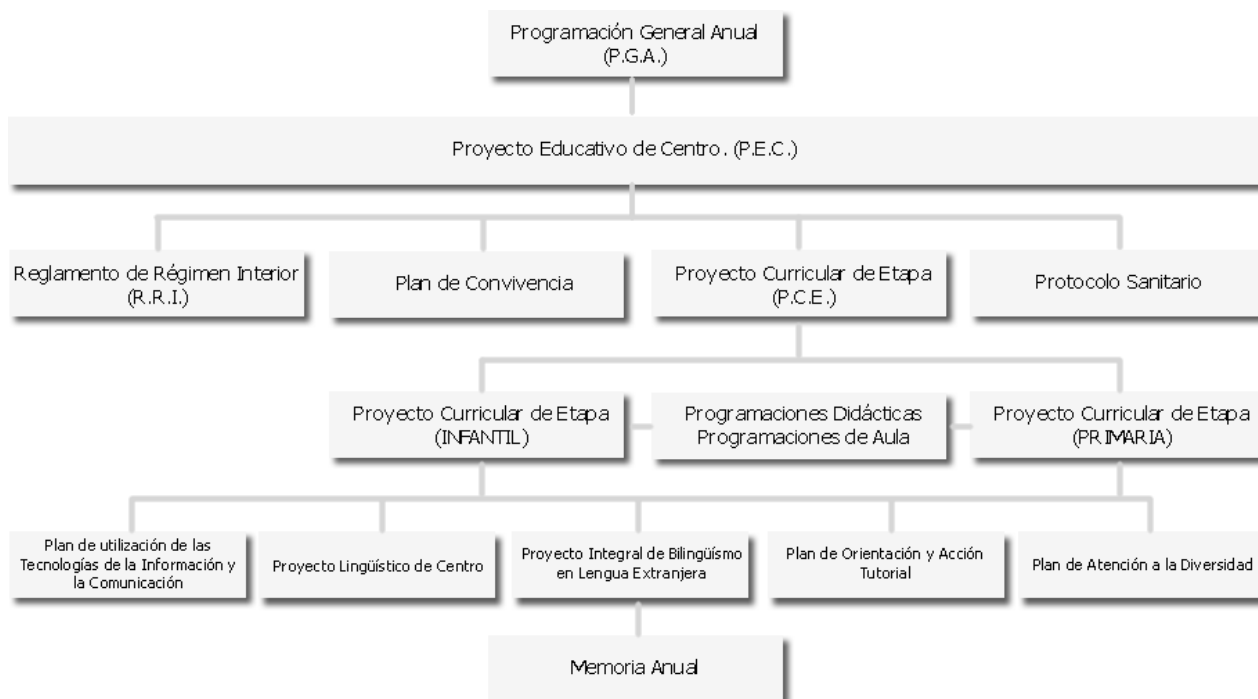 Programación General Anual
(P.G.A.)
Proyecto Educativo de Centro. (P.E.C.)
Reglamento de Régimen Interior
(R.R.I.)
Plan de Convivencia
Proyecto Curricular de Etapa
(P.C.E.)
Protocolo Sanitario
Proyecto Curricular de Etapa
(INFANTIL)
Programaciones Didácticas
Programaciones de Aula
Proyecto Curricular de Etapa
(PRIMARIA)
Plan de utilización de las
Tecnologías de la Información y
la Comunicación
Proyecto Lingüístico de Centro
Proyecto Integral de Bilingüísmo
en Lengua Extranjera
Plan de Orientación y Acción
Tutorial
Plan de Atención a la Diversidad
Memoria Anual